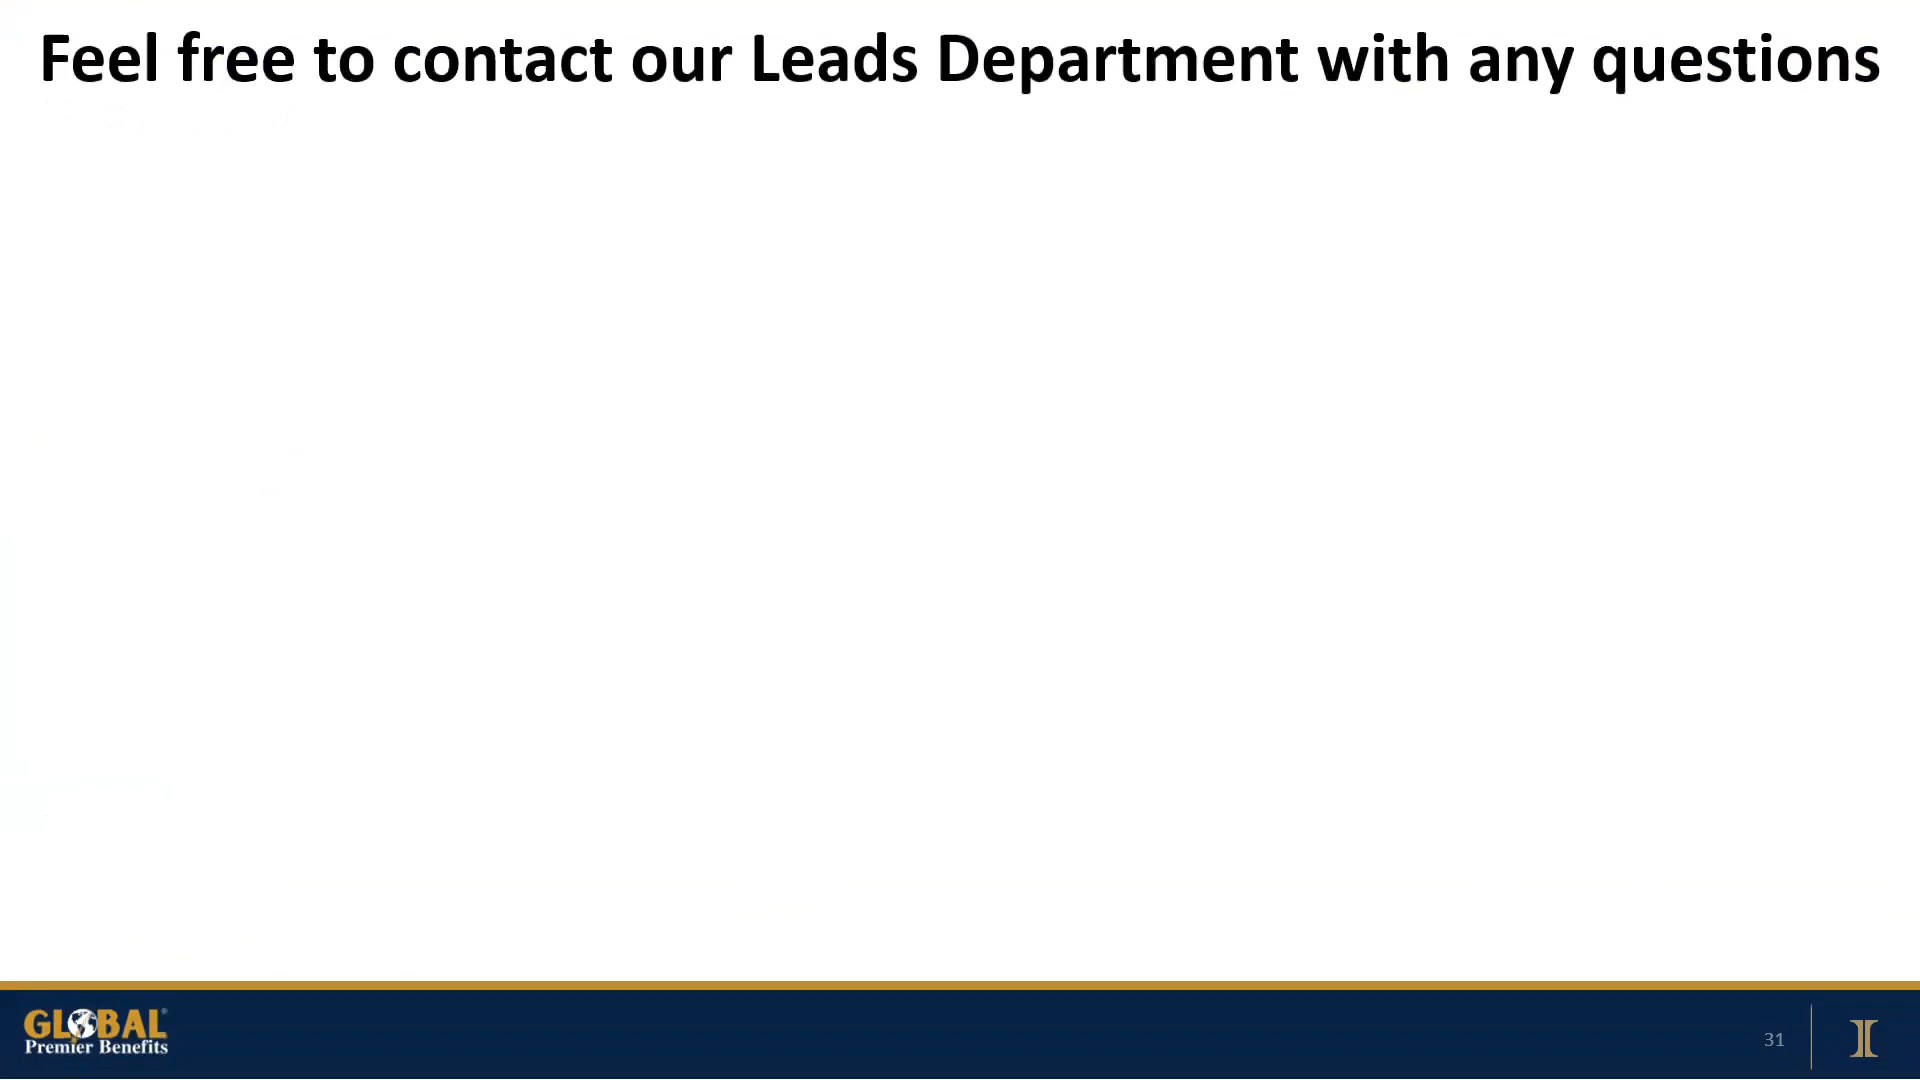 Feel free to contact our Leads Department with any questions
GLOBAL®
Premier Benefits
31